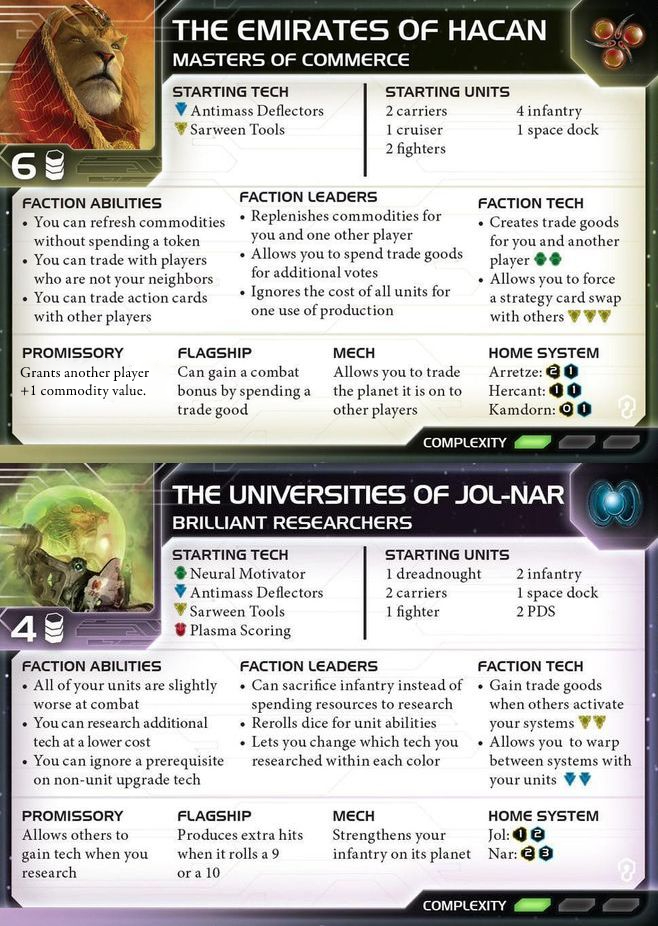 THE EMIRATES OF HACAN
MASTERS OF COMMERCE
6
STARTING TECH
Antimass Deflectors
Sarween Tools
STARTING UNITS
2 carriers
1 cruiser
2 fighters
4 infantry
1 space dock
FACTION ABILITIES
• You can refresh commodities
without spending a token
• You can trade with players
who are not your neighbors
• You can trade action cards
with other players
FACTION LEADERS
• Replenishes commodities for
you and one other player
• Allows you to spend trade goods
for additional votes
• Ignores the cost of all units for
one use of production
FACTION TECH
• Creates trade goods
for you and another
player
• Allows you to force
a strategy card swap
with others
PROMISSORY
Grants another player
+1 commodity value.
FLAGSHIP
Can gain a combat
bonus by spending a
trade good
MECH
Allows you to trade
the planet it is on to
other players
HOME SYSTEM
Arretze: 2 1
Hercant: 1 1
Kamdorn: 0 1
COMPLEXITY
THE UNIVERSITIES OF JOL-NAR
BRILLIANT RESEARCHERS
4
STARTING TECH
Neural Motivator
Antimass Deflectors
Sarween Tools
Plasma Scoring
STARTING UNITS
1 dreadnought
2 carriers
1 fighter
2 infantry
1 space dock
2 PDS
FACTION ABILITIES
• All of your units are slightly
worse at combat
• You can research additional
tech at a lower cost
• You can ignore a prerequisite
on non-unit upgrade tech
FACTION LEADERS
• Can sacrifice infantry instead of
spending resources to research
• Rerolls dice for unit abilities
• Lets you change which tech you
researched within each color
FACTION TECH
• Gain trade goods
when others activate
your systems
• Allows you to warp
between systems with
your units
PROMISSORY
Allows others to
gain tech when you
research
FLAGSHIP
Produces extra hits
when it rolls a 9
or a 10
MECH
Strengthens your
infantry on its planet
HOME SYSTEM
Jol: 1 2
Nar: 2 3
COMPLEXITY